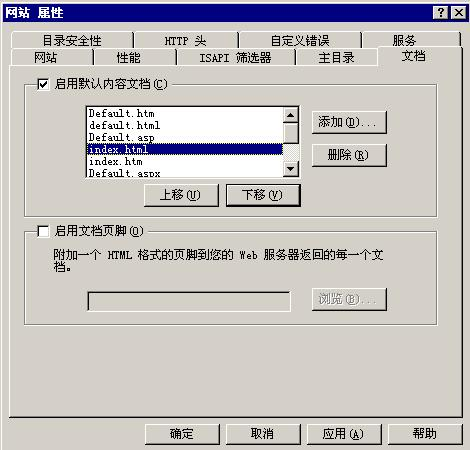 网站 属性
目录安全性 HTTP 头 自定义错误 服务
网站 性能 ISAPI 筛选器 主目录 文档
启用默认内容文档(C)
Default.htm
default.html
Default.asp
index.html
index.htm
Default.aspx
添加(D)...
删除(R)
上移(U) 下移(V)
启用文档页脚(O)
附加一个 HTML 格式的页脚到您的 Web 服务器返回的每一个文
档。
浏览(B)...
确定 取消 应用(A) 帮助